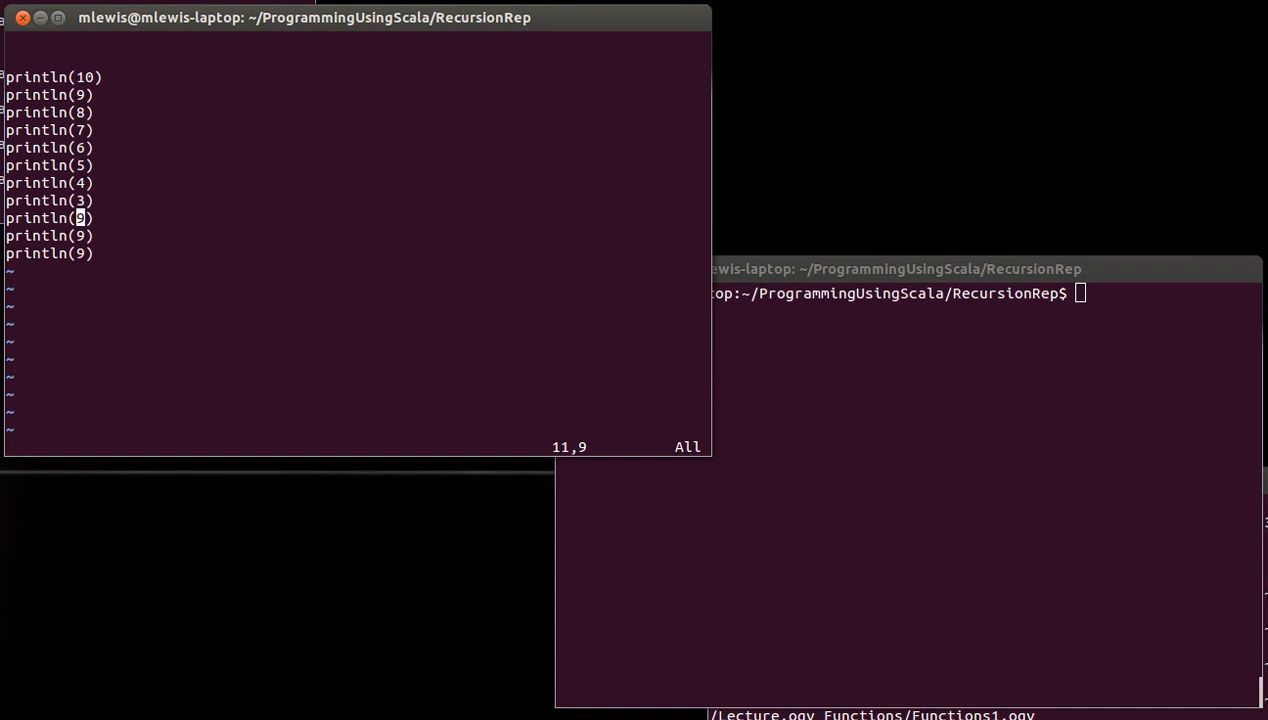 mlewis@mlewis-laptop: ~/ProgrammingUsingScala/RecursionRep
println(10)
println(9)
println(8)
println(7)
println(6)
println(5)
println(4)
println(3)
println(9)
println(9)
println(9)
~
~
~
~
~
~
~
~
~
~
11,9 All
ewis-laptop: ~/ProgrammingUsingScala/RecursionRep
top:~/ProgrammingUsingScala/RecursionRep$
/Lecture.ogv Functions/Functions1.ogv